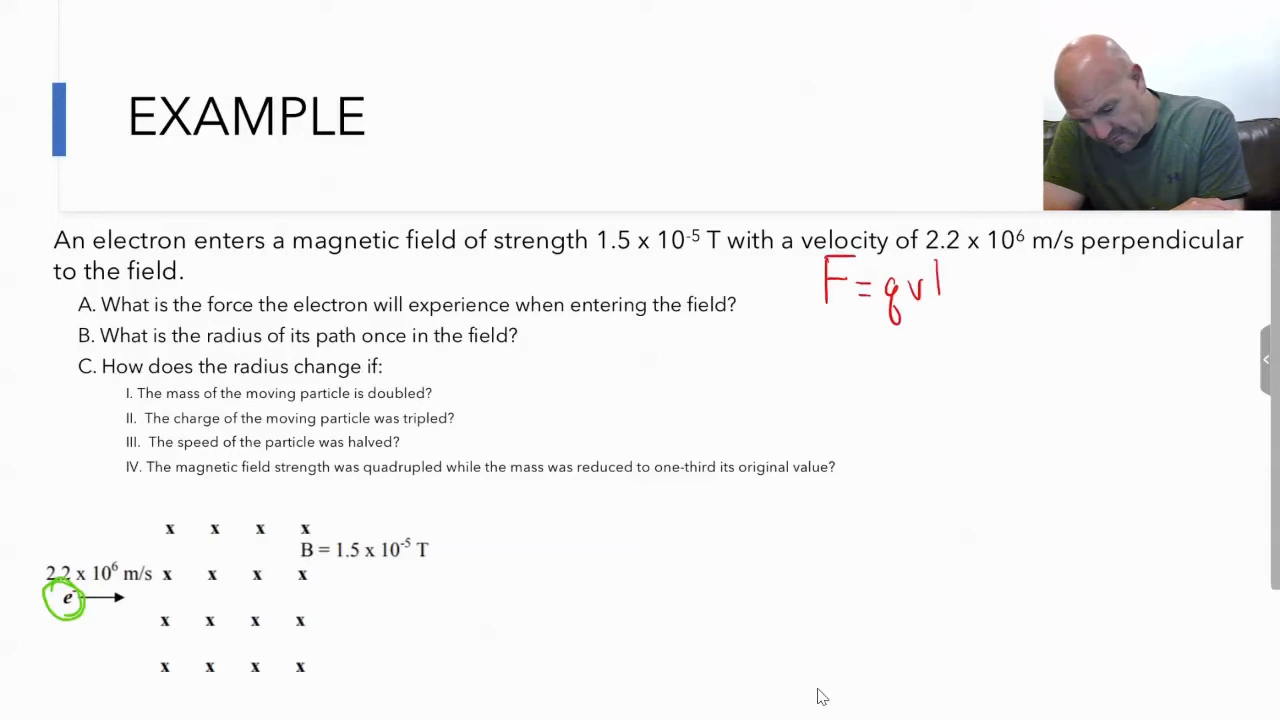 EXAMPLE
An electron enters a magnetic field of strength 1.5 x 10⁻⁵ T with a velocity of 2.2 x 10⁶ m/s perpendicular
to the field.
F = qv
A. What is the force the electron will experience when entering the field?
B. What is the radius of its path once in the field?
C. How does the radius change if:
I. The mass of the moving particle is doubled?
II. The charge of the moving particle was tripled?
III. The speed of the particle was halved?
IV. The magnetic field strength was quadrupled while the mass was reduced to one-third its original value?
x x x x
B = 1.5 x 10⁻⁵ T
2.2 x 10⁶ m/s x x x x
e⁻
x x x x
x x x x